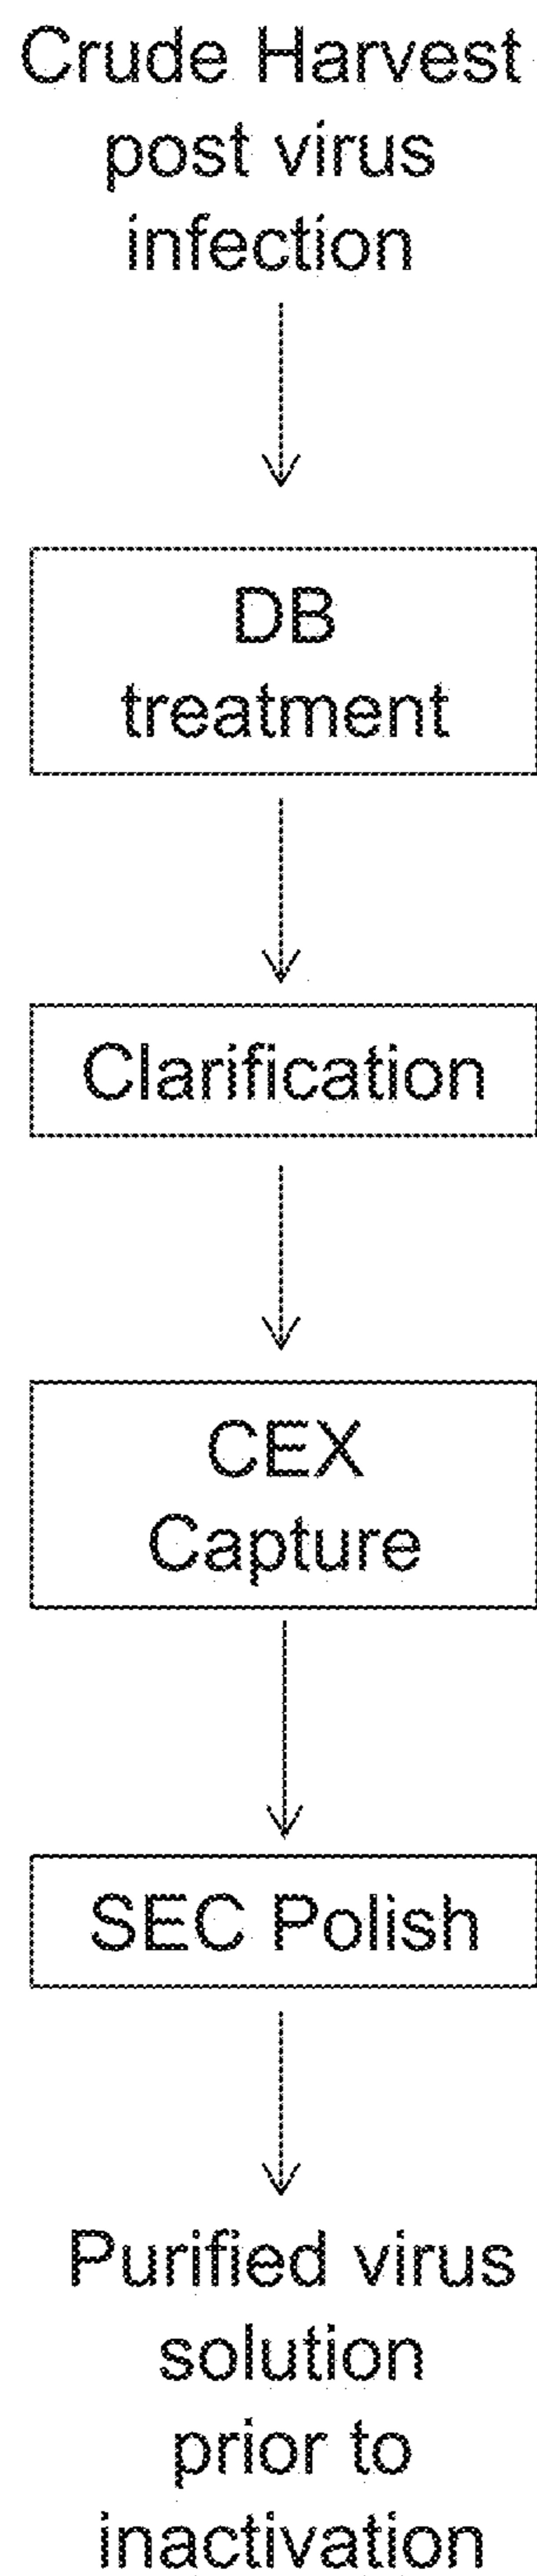 Crude Harvest
post virus
infection
DB
treatment
Clarification
CEX
Capture
SEC Polish
Purified virus
solution
prior to
inactivation